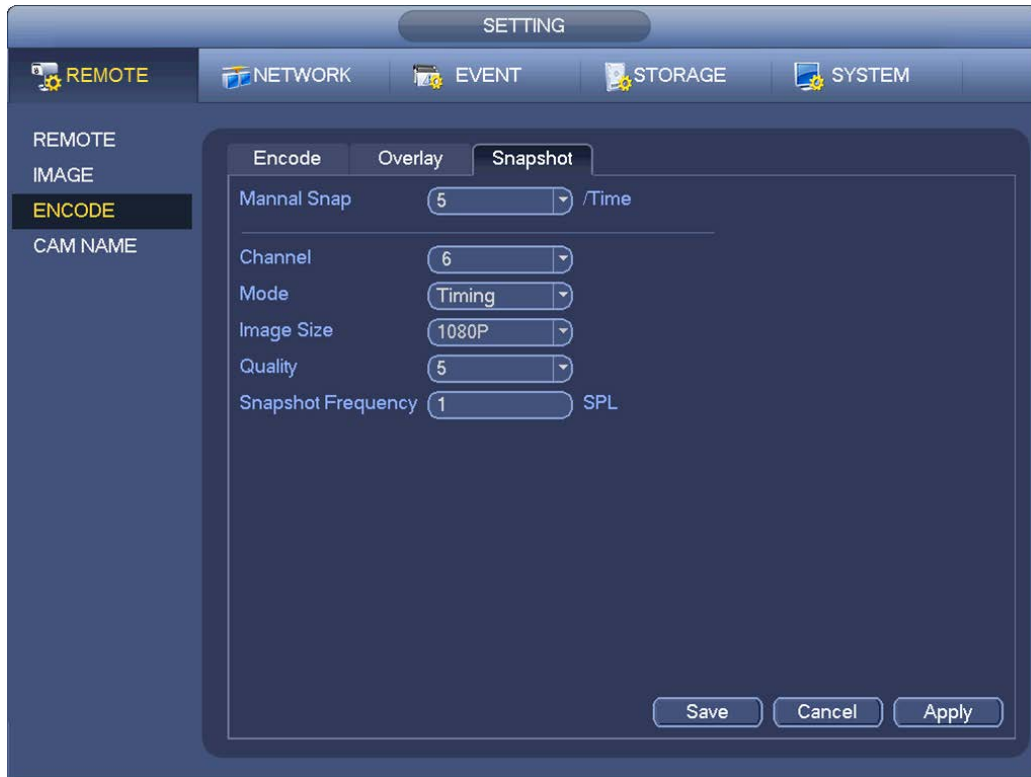 SETTING
REMOTE NETWORK EVENT STORAGE SYSTEM
REMOTE
IMAGE
ENCODE
CAM NAME
Encode Overlay Snapshot
Mannal Snap 5 /Time
Channel 6
Mode Timing
Image Size 1080P
Quality 5
Snapshot Frequency 1 SPL
Save Cancel Apply